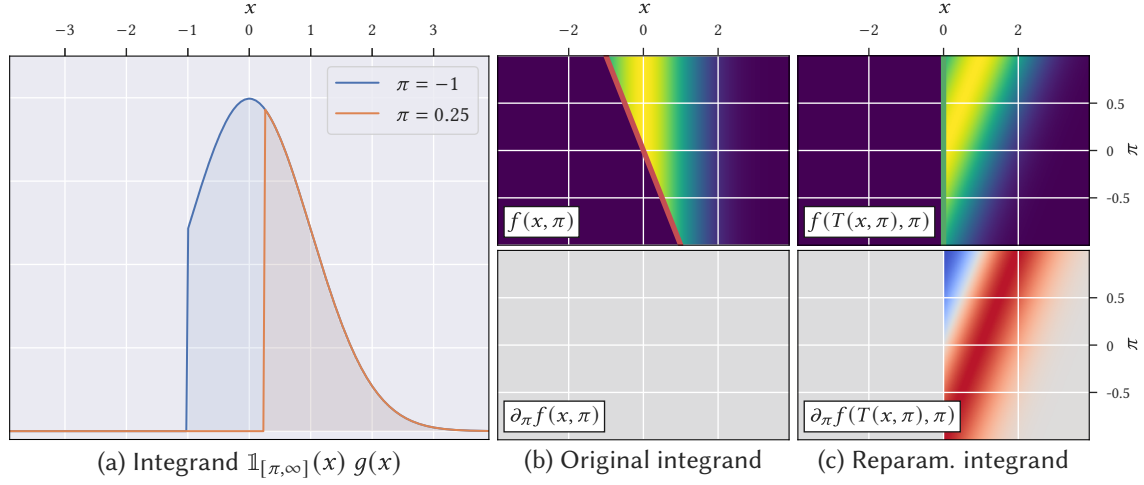 x
−3 −2 −1 0 1 2 3
π = −1
π = 0.25
(a) Integrand 𝟙[π,∞](x) g(x)
x
−2 0 2
f(x, π)
∂πf(x, π)
(b) Original integrand
x
−2 0 2
0.5
0
-0.5
π
f(T(x, π), π)
0.5
0
-0.5
π
∂πf(T(x, π), π)
(c) Reparam. integrand